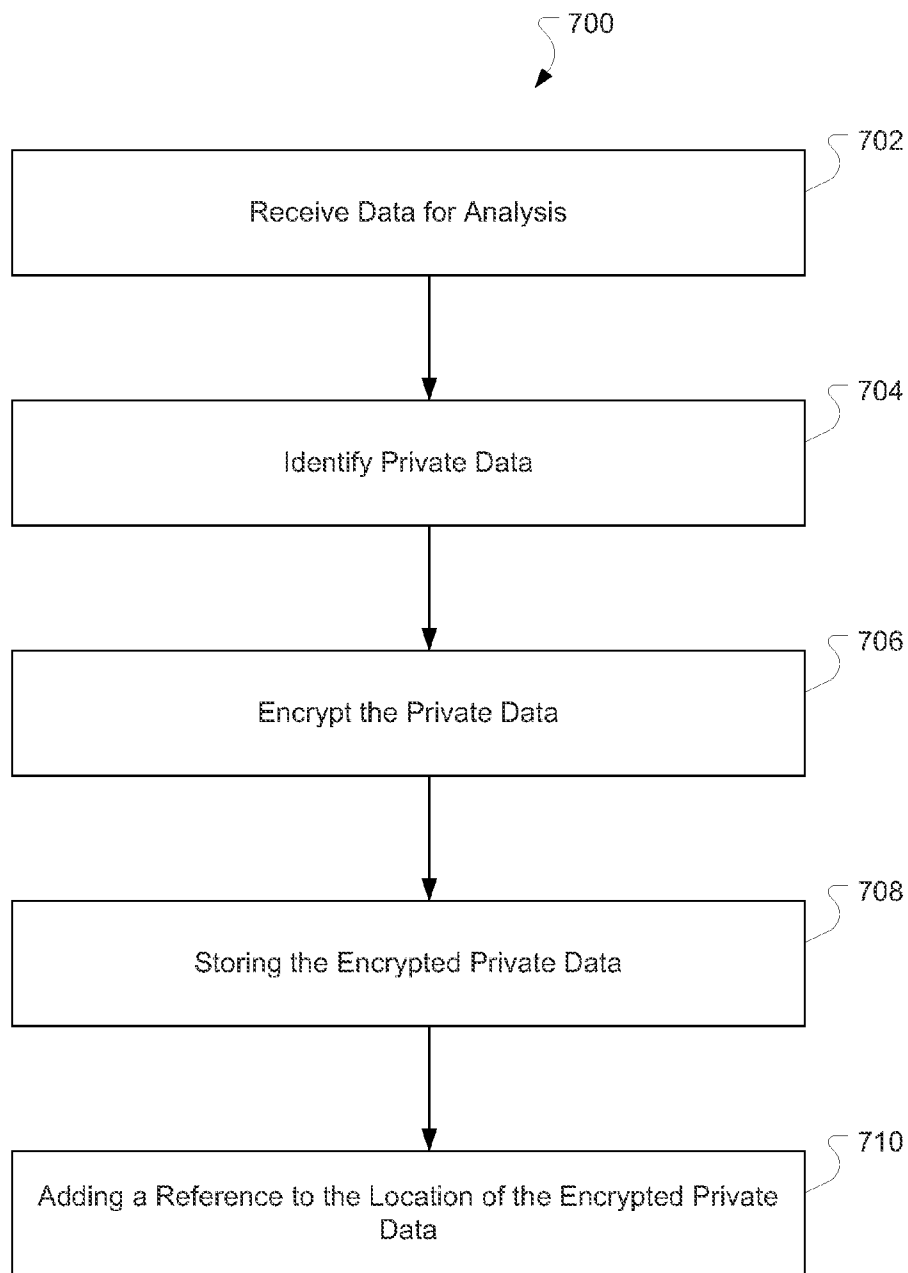 700
702
Receive Data for Analysis
704
Identify Private Data
706
Encrypt the Private Data
708
Storing the Encrypted Private Data
710
Adding a Reference to the Location of the Encrypted Private
Data